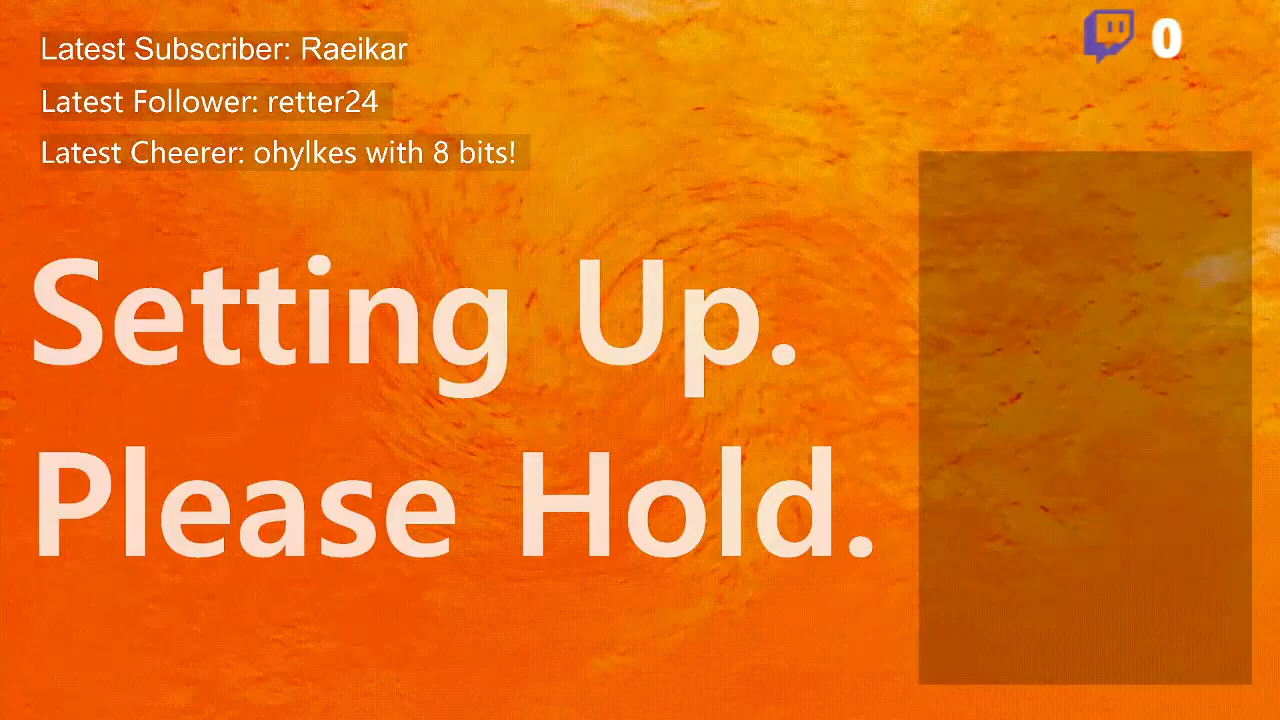 Latest Subscriber: Raeikar
0
Latest Follower: retter24
Latest Cheerer: ohylkes with 8 bits!
Setting Up.
Please Hold.